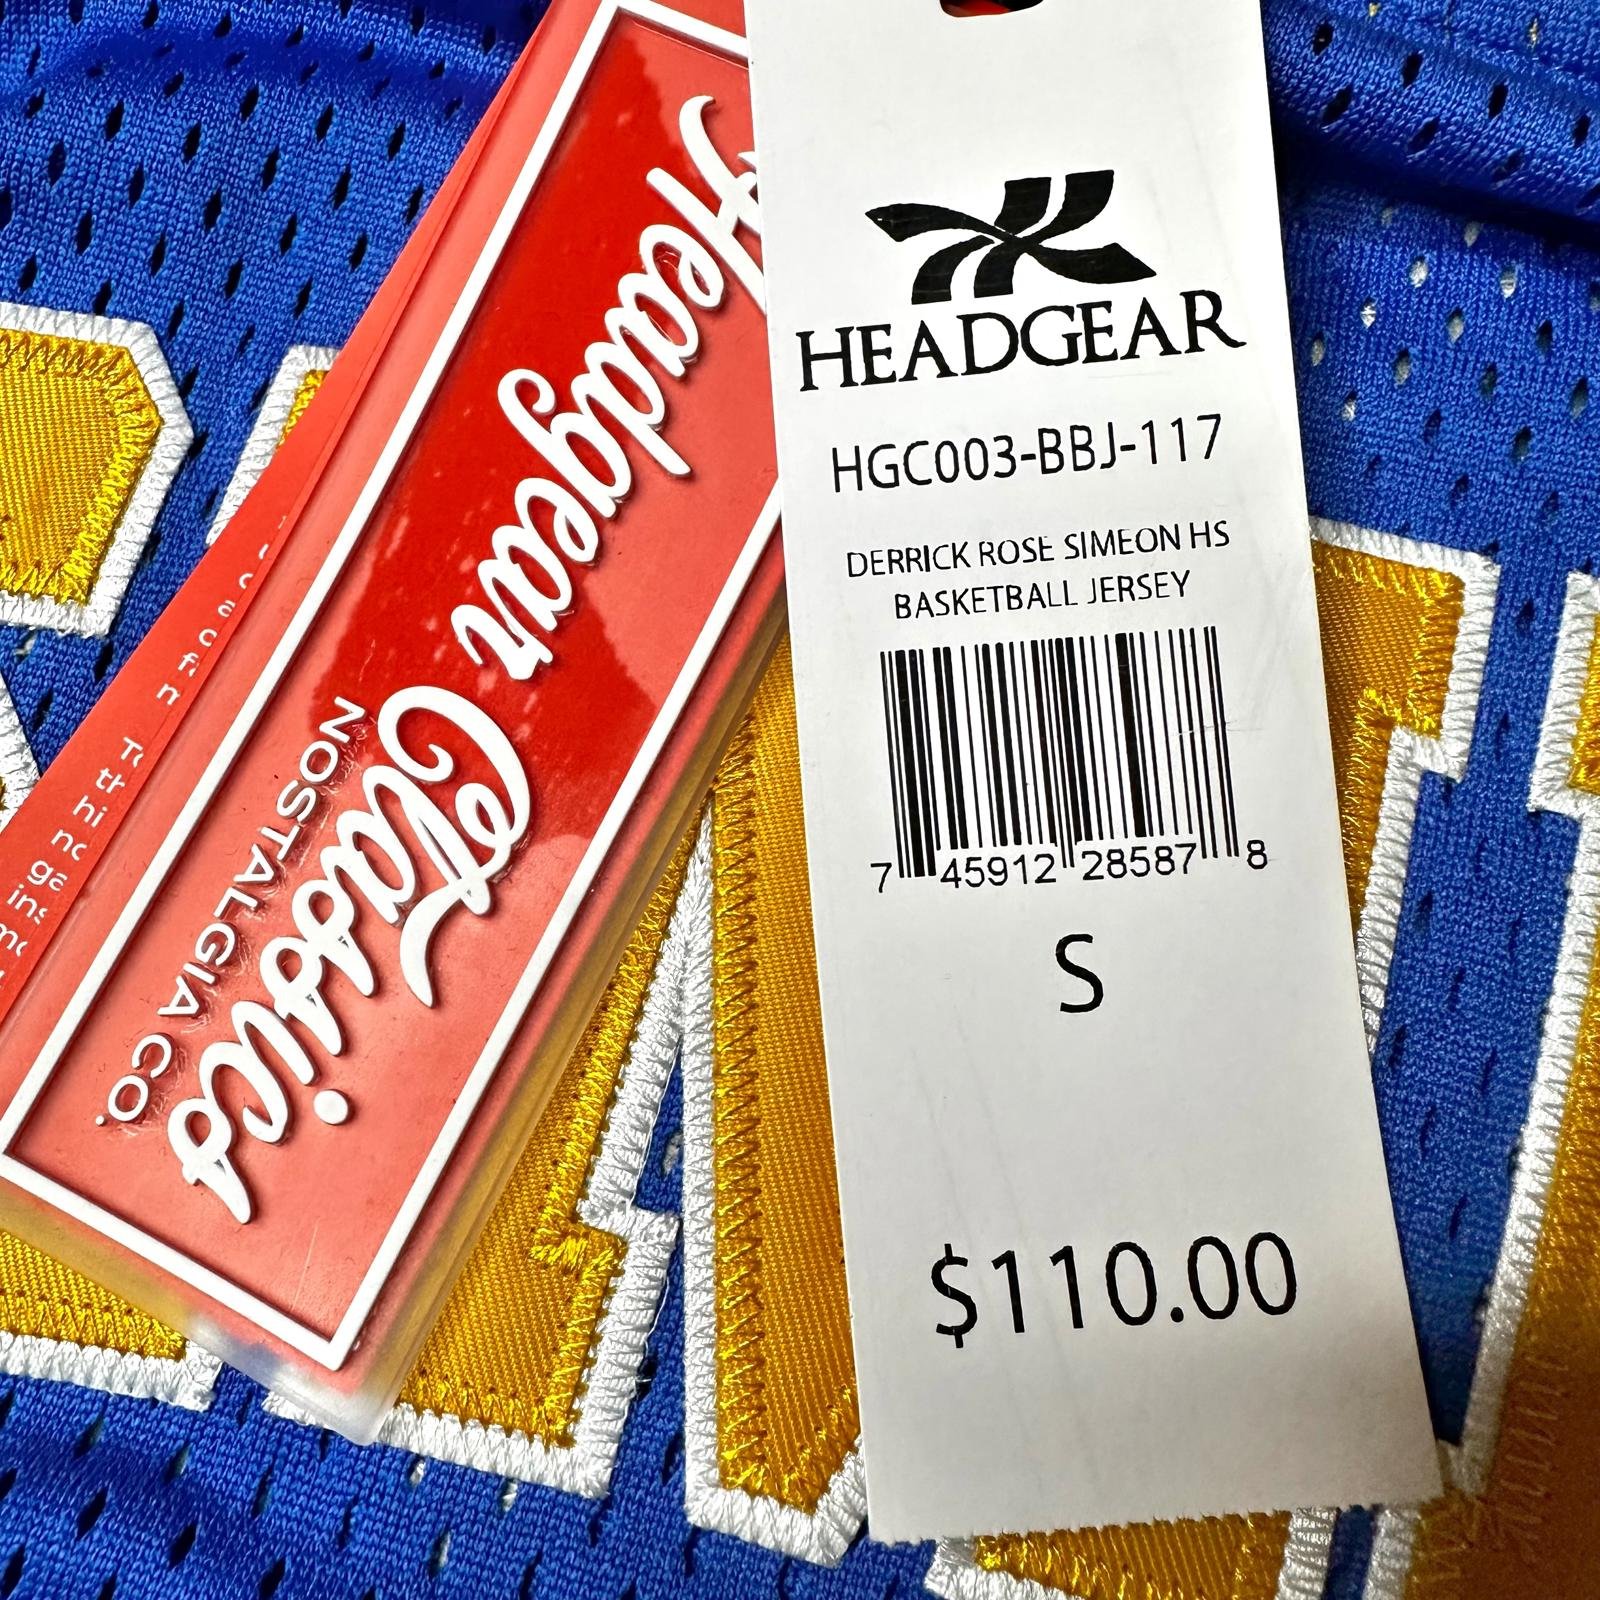 Headgear Classics
NOSTALGIA CO.
HEADGEAR
HGC003-BBJ-117
DERRICK ROSE SIMEON HS
BASKETBALL JERSEY
7 45912 28587 8
S
$110.00